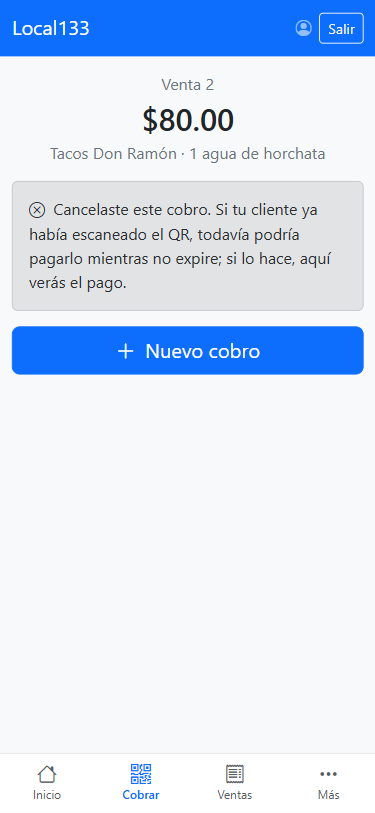 Local133
Salir
Venta 2
$80.00
Tacos Don Ramón · 1 agua de horchata
Cancelaste este cobro. Si tu cliente ya
había escaneado el QR, todavía podría
pagarlo mientras no expire; si lo hace, aquí
verás el pago.
Nuevo cobro
Inicio
Cobrar
Ventas
Más